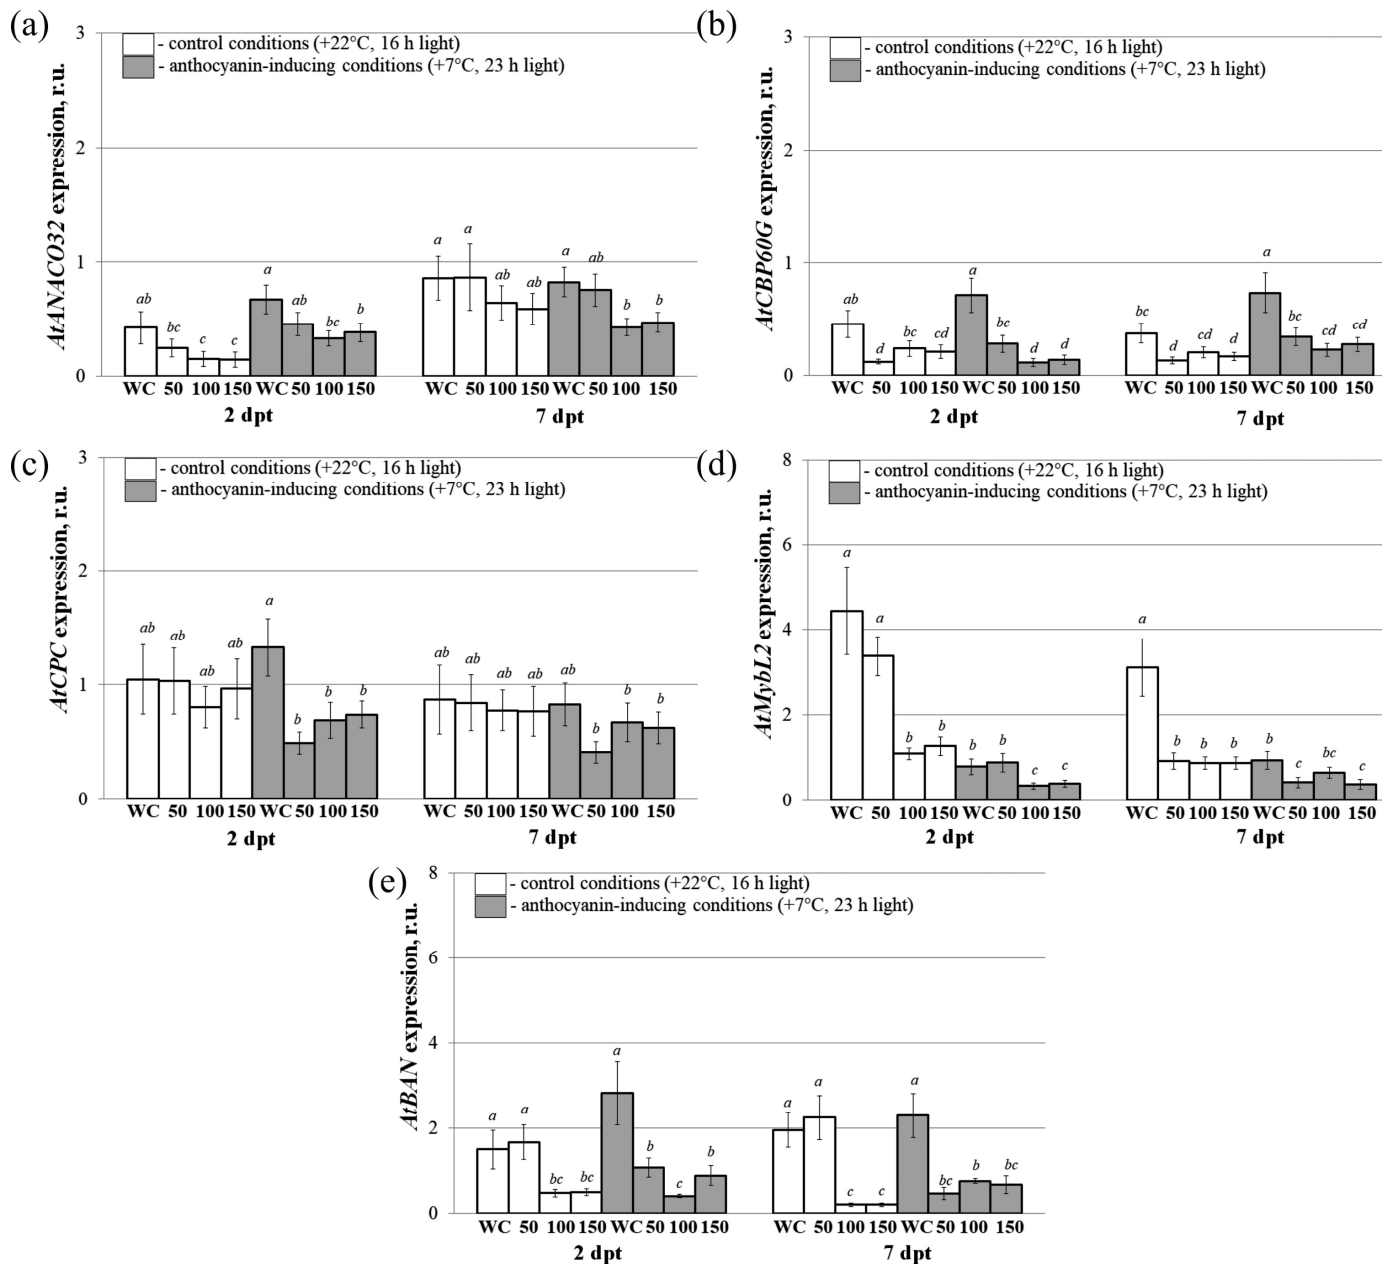 (a)
AtANAC032 expression, r.u.
3
2
1
0
- control conditions (+22°C, 16 h light)
- anthocyanin-inducing conditions (+7°C, 23 h light)
ab
bc
c
c
a
ab
bc
b
a
a
ab
ab
a
ab
b
b
WC 50 100 150 WC 50 100 150 WC 50 100 150 WC 50 100 150
2 dpt 7 dpt
(b)
AtCBP60G expression, r.u.
3
2
1
0
- control conditions (+22°C, 16 h light)
- anthocyanin-inducing conditions (+7°C, 23 h light)
ab
d
bc
cd
a
bc
d
d
bc
d
cd
d
a
bc
cd
cd
WC 50 100 150 WC 50 100 150 WC 50 100 150 WC 50 100 150
2 dpt 7 dpt
(c)
AtCPC expression, r.u.
3
2
1
0
- control conditions (+22°C, 16 h light)
- anthocyanin-inducing conditions (+7°C, 23 h light)
ab
ab
ab
ab
a
b
b
b
ab
ab
ab
ab
ab
b
b
b
WC 50 100 150 WC 50 100 150 WC 50 100 150 WC 50 100 150
2 dpt 7 dpt
(d)
AtMybL2 expression, r.u.
8
6
4
2
0
- control conditions (+22°C, 16 h light)
- anthocyanin-inducing conditions (+7°C, 23 h light)
a
a
b
b
b
b
c
c
a
b
b
b
b
c
bc
c
WC 50 100 150 WC 50 100 150 WC 50 100 150 WC 50 100 150
2 dpt 7 dpt
(e)
AtBAN expression, r.u.
8
6
4
2
0
- control conditions (+22°C, 16 h light)
- anthocyanin-inducing conditions (+7°C, 23 h light)
a
a
bc
bc
a
b
c
b
a
a
c
c
a
bc
b
bc
WC 50 100 150 WC 50 100 150 WC 50 100 150 WC 50 100 150
2 dpt 7 dpt